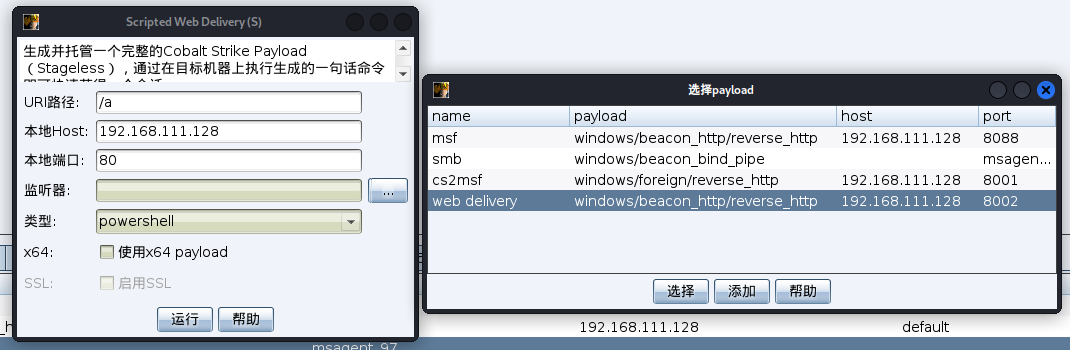 Scripted Web Delivery (S)
生成并托管一个完整的Cobalt Strike Payload
（Stageless）, 通过在目标机器上执行生成的一句话命令
URI路径: /a
本地Host: 192.168.111.128
本地端口: 80
监听器: ...
类型: powershell
x64: 使用x64 payload
SSL: 启用SSL
运行 帮助
选择payload
name payload host port
msf windows/beacon_http/reverse_http 192.168.111.128 8088
smb windows/beacon_bind_pipe msagen...
cs2msf windows/foreign/reverse_http 192.168.111.128 8001
web delivery windows/beacon_http/reverse_http 192.168.111.128 8002
选择 添加 帮助
192.168.111.128 default